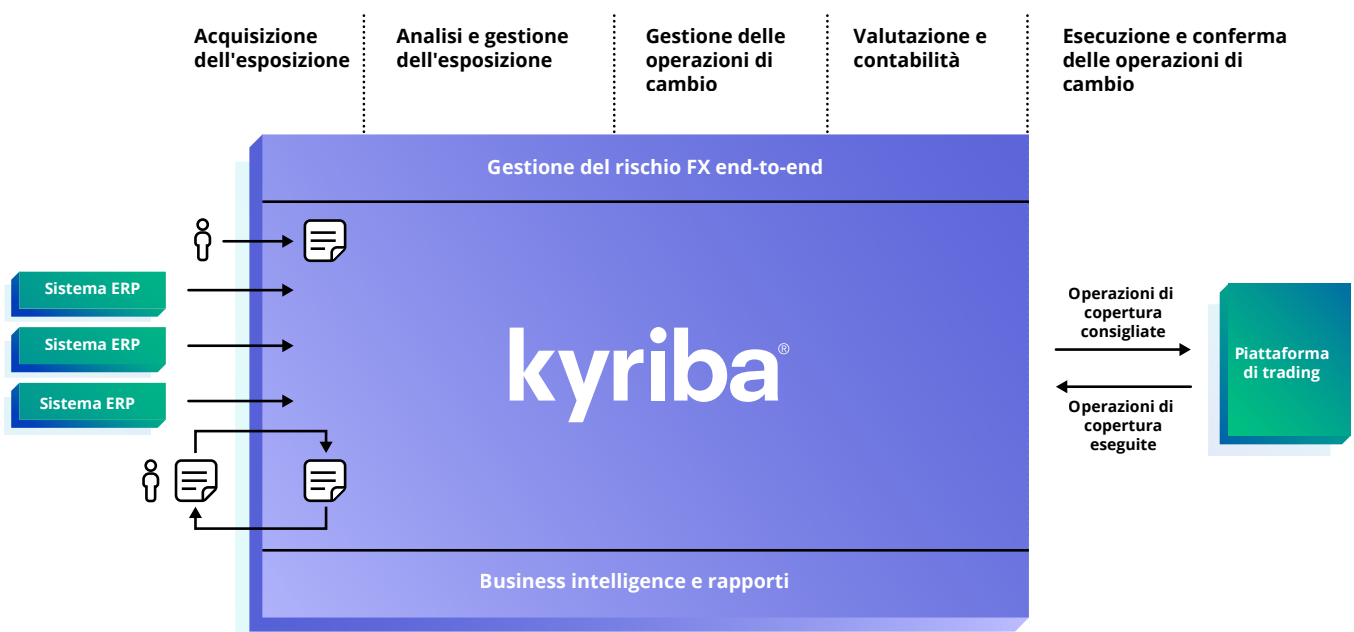 Acquisizione
dell'esposizione
Analisi e gestione
dell'esposizione
Gestione delle
operazioni di
cambio
Valutazione e
contabilità
Esecuzione e conferma
delle operazioni di
cambio
Gestione del rischio FX end-to-end
Sistema ERP
Sistema ERP
Sistema ERP
kyriba®
Operazioni di
copertura
consigliate
Operazioni di
copertura
eseguite
Piattaforma
di trading
Business intelligence e rapporti